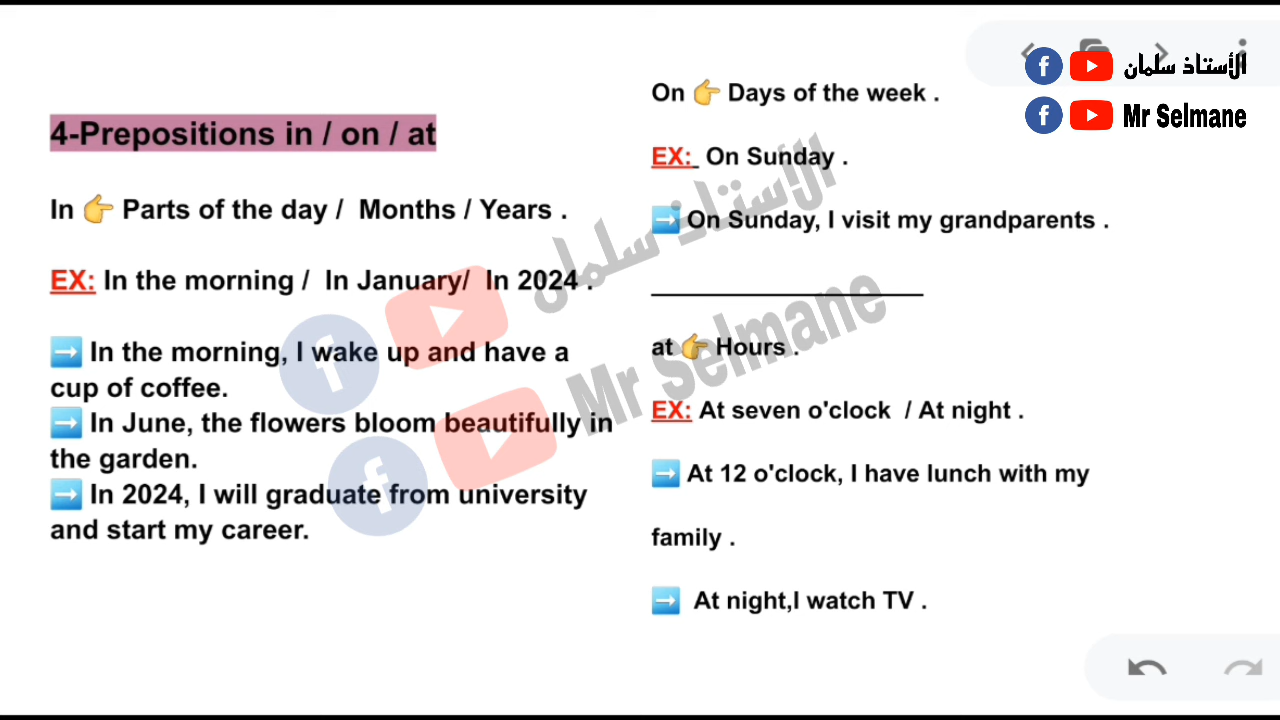 4-Prepositions in / on / at
In 👉 Parts of the day / Months / Years .
EX: In the morning / In January/ In 2024 .
➡️ In the morning, I wake up and have a
cup of coffee.
➡️ In June, the flowers bloom beautifully in
the garden.
➡️ In 2024, I will graduate from university
and start my career.
On 👉 Days of the week .
EX: On Sunday .
➡️ On Sunday, I visit my grandparents .
at 👉 Hours .
EX: At seven o'clock / At night .
➡️ At 12 o'clock, I have lunch with my
family .
➡️ At night,I watch TV .
الأستاذ سلمان
Mr Selmane
الأستاذ سلمان
Mr Selmane